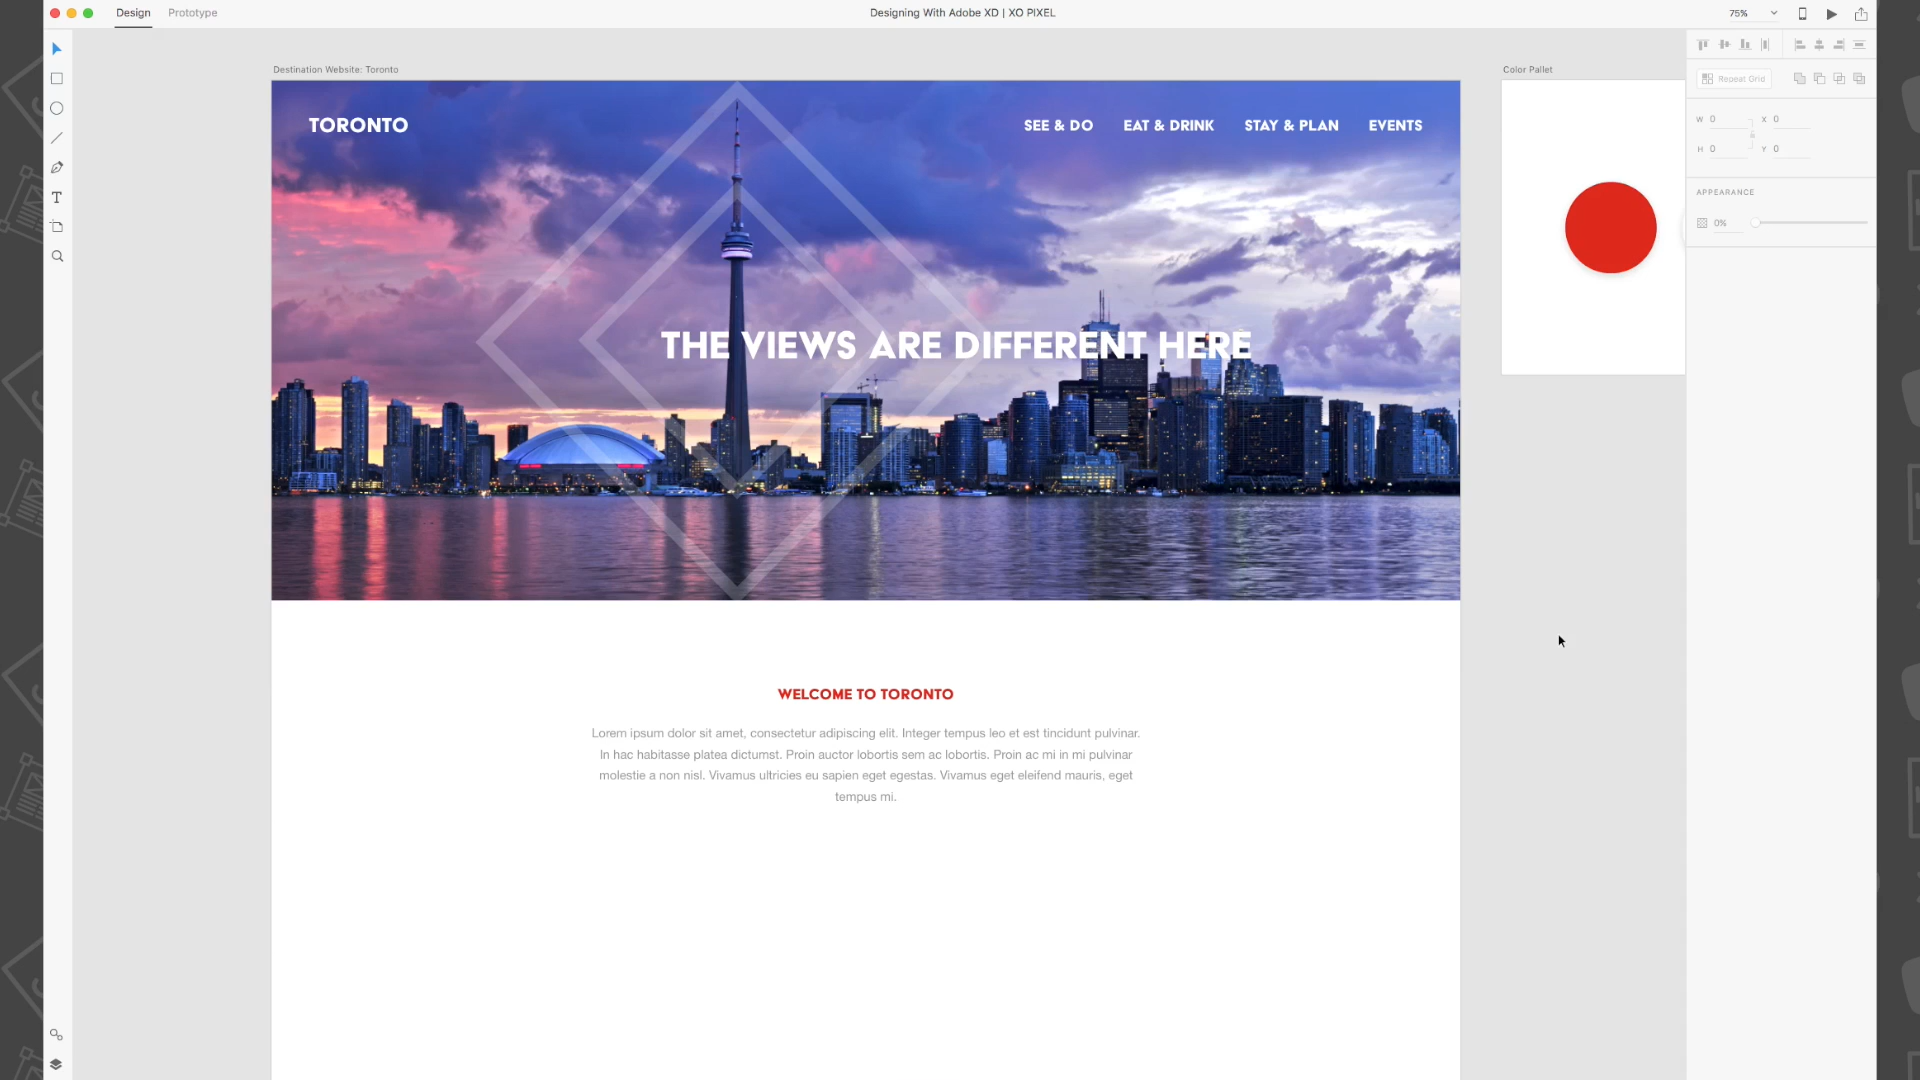 Design Prototype Designing With Adobe XD | XO PIXEL 75%
Destination Website: Toronto
Color Pallet
Repeat Grid
TORONTO SEE & DO EAT & DRINK STAY & PLAN EVENTS
W 0 X 0
H 0 Y 0
APPEARANCE
0%
THE VIEWS ARE DIFFERENT HERE
WELCOME TO TORONTO
Lorem ipsum dolor sit amet, consectetur adipiscing elit. Integer tempus leo et est tincidunt pulvinar.
In hac habitasse platea dictumst. Proin auctor lobortis sem ac lobortis. Proin ac mi in mi pulvinar
molestie a non nisl. Vivamus ultricies eu sapien eget egestas. Vivamus eget eleifend mauris, eget
tempus mi.